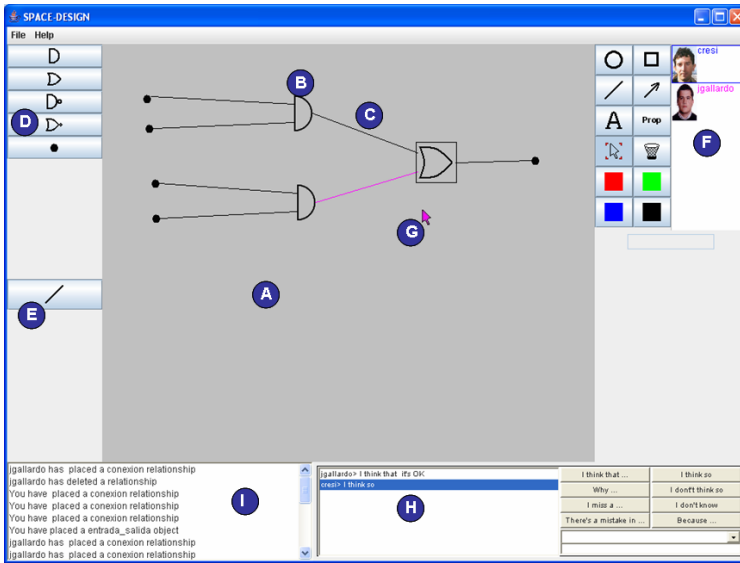 SPACE-DESIGN
File Help
D
E
B
C
G
A
A
Prop
cresi
jgallardo
F
jgallardo has placed a conexion relationship
jgallardo has deleted a relationship
You have placed a conexion relationship
You have placed a conexion relationship
You have placed a conexion relationship
You have placed a entrada_salida object
jgallardo has placed a conexion relationship
jgallardo has placed a conexion relationship
I
jgallardo> I think that it's OK
cresi> I think so
H
I think that ...
I think so
Why ...
I don't think so
I miss a ...
I don't know
There's a mistake in ...
Because ...